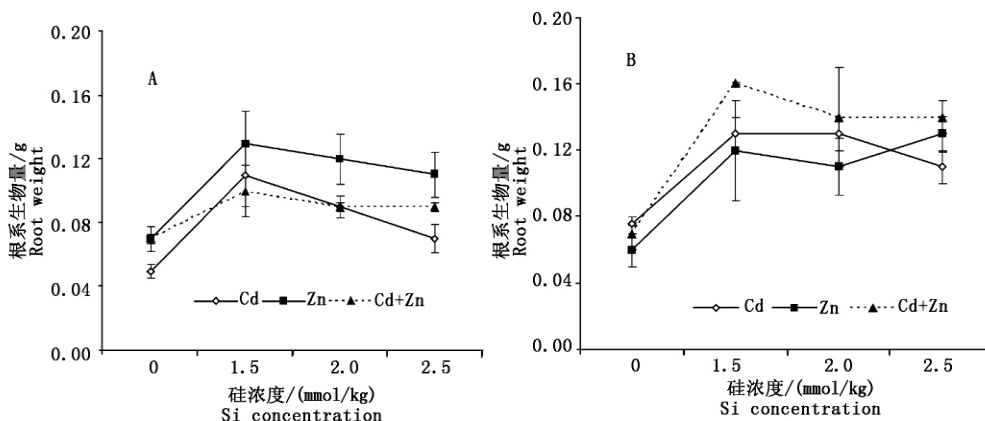 0.20
0.16
0.12
0.08
0.04
0.00
根系生物量/g
Root weight
A
Cd Zn Cd+Zn
0 1.5 2.0 2.5
硅浓度/(mmol/kg)
Si concentration
0.20
0.16
0.12
0.08
0.04
0.00
根系生物量/g
Root weight
B
Cd Zn Cd+Zn
0 1.5 2.0 2.5
硅浓度/(mmol/kg)
Si concentration